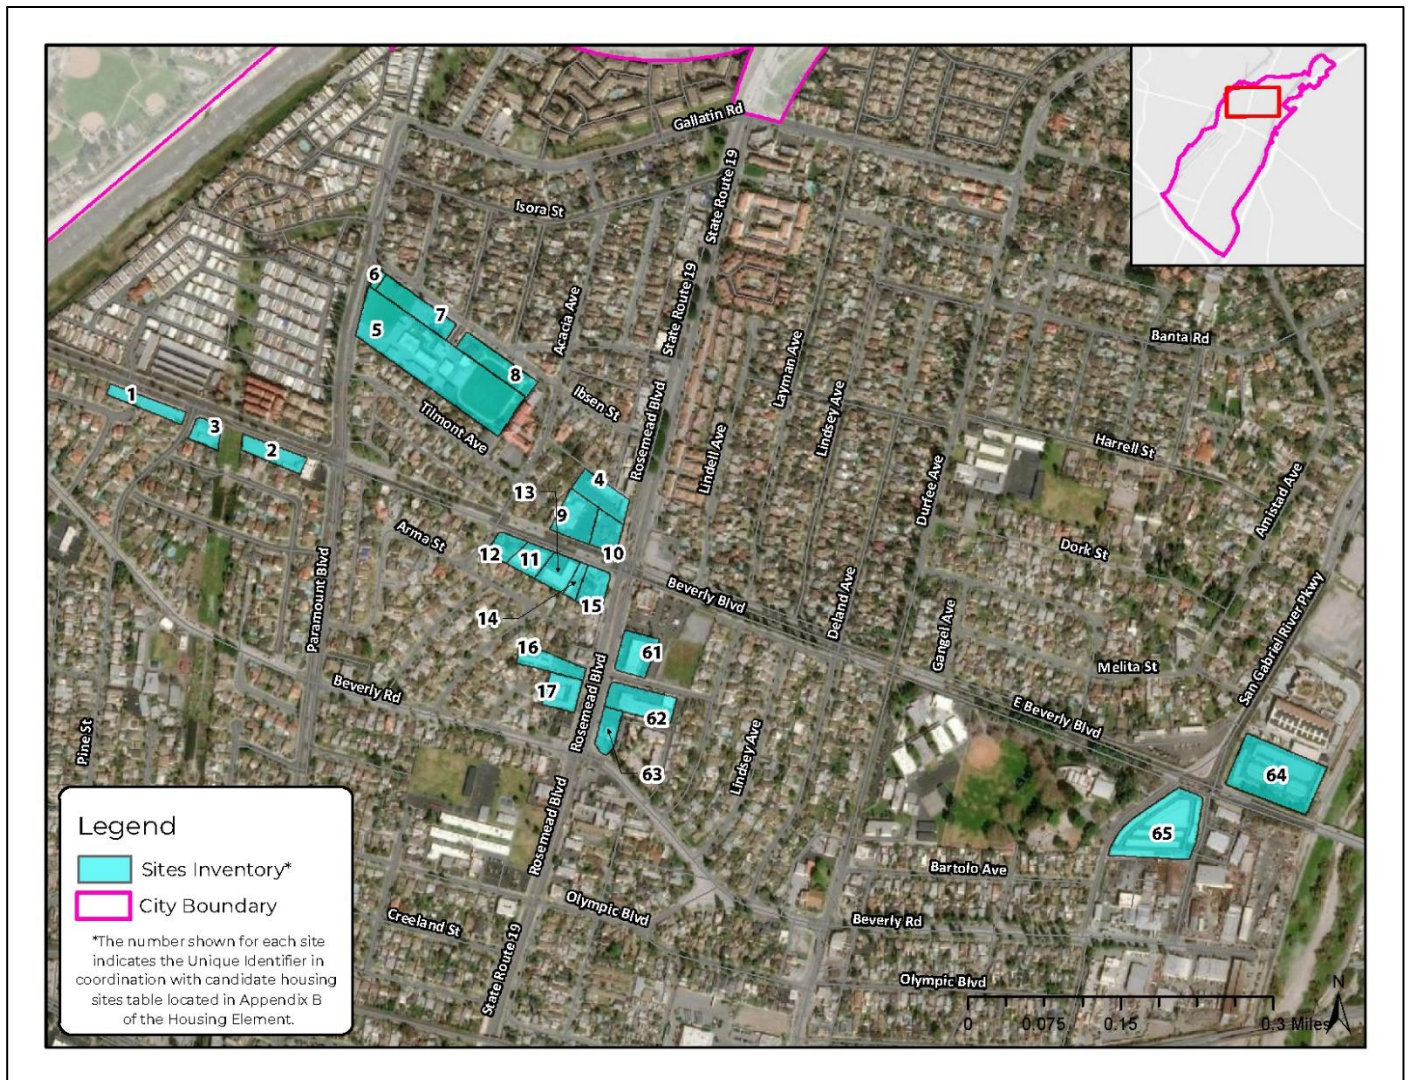 Gallatin Rd
State Route 19
Isora St
State Route 19
6
7
5
Acacia Ave
Banta Rd
8
Layman Ave
Ibsen St
1
Tilmont Ave
Rosemead Blvd
Lindsey Ave
3
2
Lindell Ave
Harrell St
4
13
9
Durfee Ave
Amistad Ave
Arma St
12
11
10
Dork St
Paramount Blvd
14
15
Beverly Blvd
Deland Ave
Gangel Ave
San Gabriel River Pkwy
16
61
Melita St
Beverly Rd
17
Rosemead Blvd
62
E Beverly Blvd
Pine St
Lindsey Ave
63
64
Rosemead Blvd
65
Bartolo Ave
Olympic Blvd
Beverly Rd
Creeland St
State Route 19
Olympic Blvd
Legend
Sites Inventory*
City Boundary
*The number shown for each site
indicates the Unique Identifier in
coordination with candidate housing
sites table located in Appendix B
of the Housing Element.
N
0 0.075 0.15 0.3 Miles